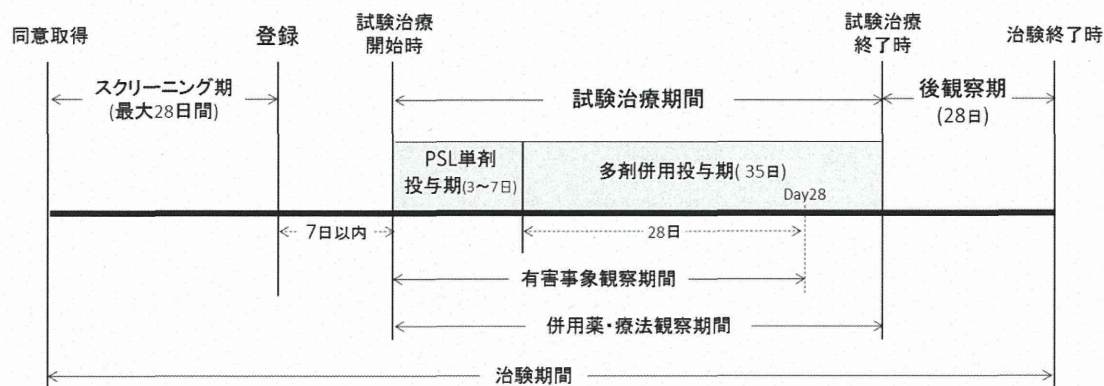 同意取得
登録
試験治療
開始時
試験治療
終了時
治験終了時
スクリーニング期
(最大28日間)
試験治療期間
後観察期
(28日)
PSL単剤
投与期(3～7日)
多剤併用投与期( 35日)
Day28
7日以内
28日
有害事象観察期間
併用薬・療法観察期間
治験期間